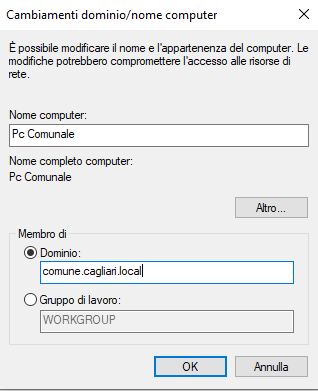 Cambiamenti dominio/nome computer
È possibile modificare il nome e l'appartenenza del computer. Le
modifiche potrebbero compromettere l'accesso alle risorse di
rete.
Nome computer:
Pc Comunale
Nome completo computer:
Pc Comunale
Altro...
Membro di
Dominio:
comune.cagliari.local
Gruppo di lavoro:
WORKGROUP
OK
Annulla